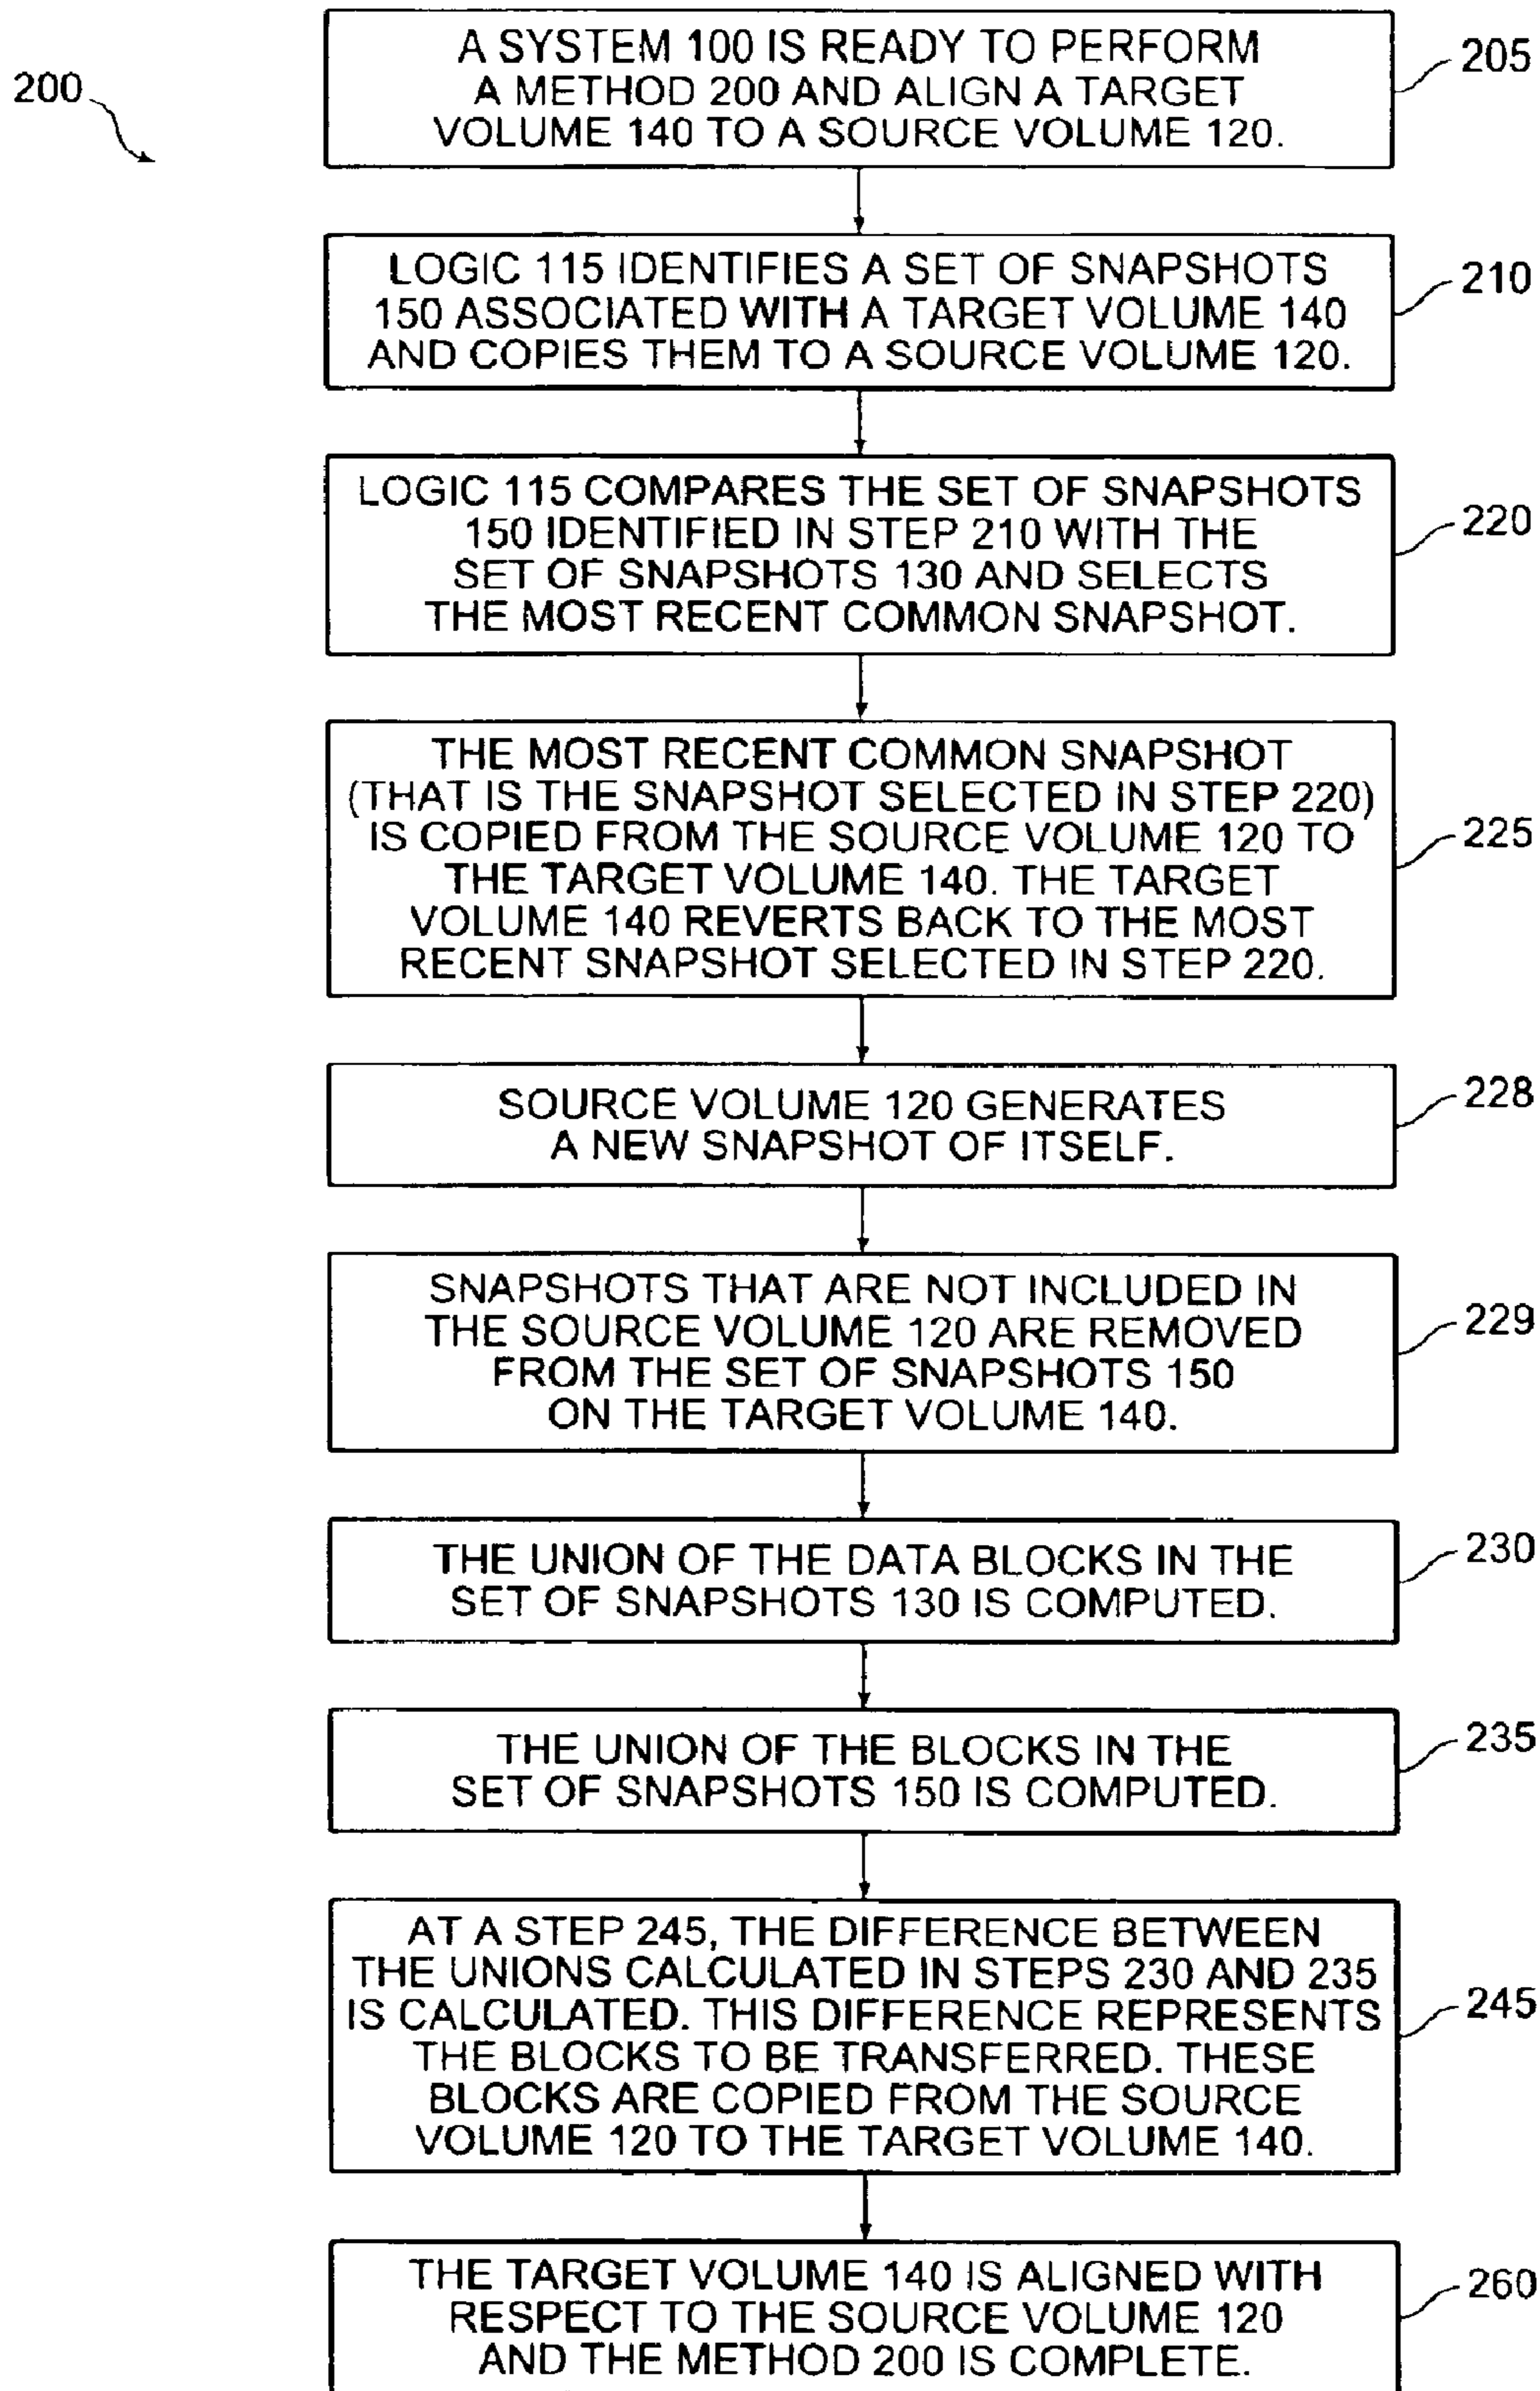 200
A SYSTEM 100 IS READY TO PERFORM
A METHOD 200 AND ALIGN A TARGET
VOLUME 140 TO A SOURCE VOLUME 120.
205
LOGIC 115 IDENTIFIES A SET OF SNAPSHOTS
150 ASSOCIATED WITH A TARGET VOLUME 140
AND COPIES THEM TO A SOURCE VOLUME 120.
210
LOGIC 115 COMPARES THE SET OF SNAPSHOTS
150 IDENTIFIED IN STEP 210 WITH THE
SET OF SNAPSHOTS 130 AND SELECTS
THE MOST RECENT COMMON SNAPSHOT.
220
THE MOST RECENT COMMON SNAPSHOT
(THAT IS THE SNAPSHOT SELECTED IN STEP 220)
IS COPIED FROM THE SOURCE VOLUME 120 TO
THE TARGET VOLUME 140. THE TARGET
VOLUME 140 REVERTS BACK TO THE MOST
RECENT SNAPSHOT SELECTED IN STEP 220.
225
SOURCE VOLUME 120 GENERATES
A NEW SNAPSHOT OF ITSELF.
228
SNAPSHOTS THAT ARE NOT INCLUDED IN
THE SOURCE VOLUME 120 ARE REMOVED
FROM THE SET OF SNAPSHOTS 150
ON THE TARGET VOLUME 140.
229
THE UNION OF THE DATA BLOCKS IN THE
SET OF SNAPSHOTS 130 IS COMPUTED.
230
THE UNION OF THE BLOCKS IN THE
SET OF SNAPSHOTS 150 IS COMPUTED.
235
AT A STEP 245, THE DIFFERENCE BETWEEN
THE UNIONS CALCULATED IN STEPS 230 AND 235
IS CALCULATED. THIS DIFFERENCE REPRESENTS
THE BLOCKS TO BE TRANSFERRED. THESE
BLOCKS ARE COPIED FROM THE SOURCE
VOLUME 120 TO THE TARGET VOLUME 140.
245
THE TARGET VOLUME 140 IS ALIGNED WITH
RESPECT TO THE SOURCE VOLUME 120
AND THE METHOD 200 IS COMPLETE.
260